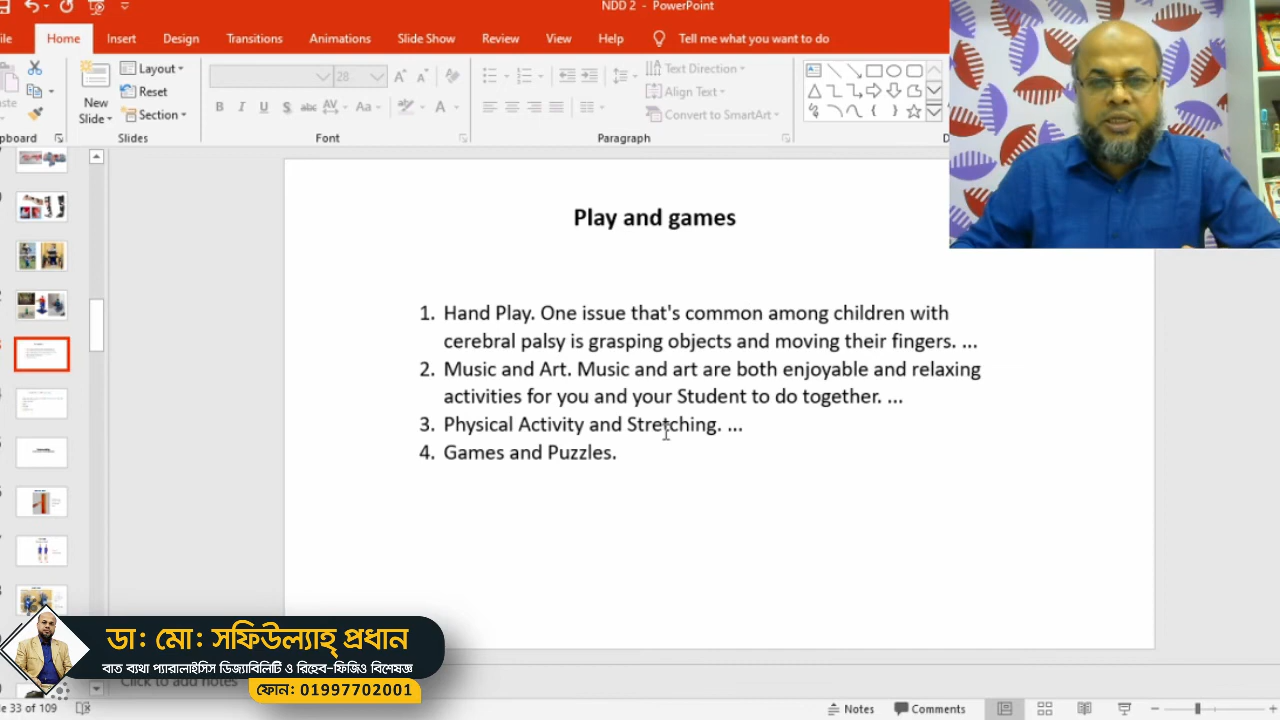 NDD 2 - PowerPoint
Home Insert Design Transitions Animations Slide Show Review View Help Tell me what you want to do
New Slide
Layout
Reset
Section
28
Text Direction
Align Text
Convert to SmartArt
Slides Font Paragraph
Play and games
1. Hand Play. One issue that's common among children with
cerebral palsy is grasping objects and moving their fingers. ...
2. Music and Art. Music and art are both enjoyable and relaxing
activities for you and your Student to do together. ...
3. Physical Activity and Stretching. ...
4. Games and Puzzles.
ডা: মো: সফিউল্যাহ্ প্রধান
বাত ব্যথা প্যারালাইসিস ডিজ্যাবিলিটি ও রিহেব-ফিজিও বিশেষজ্ঞ
ফোন: 01997702001
Click to add notes
33 of 109
Notes Comments